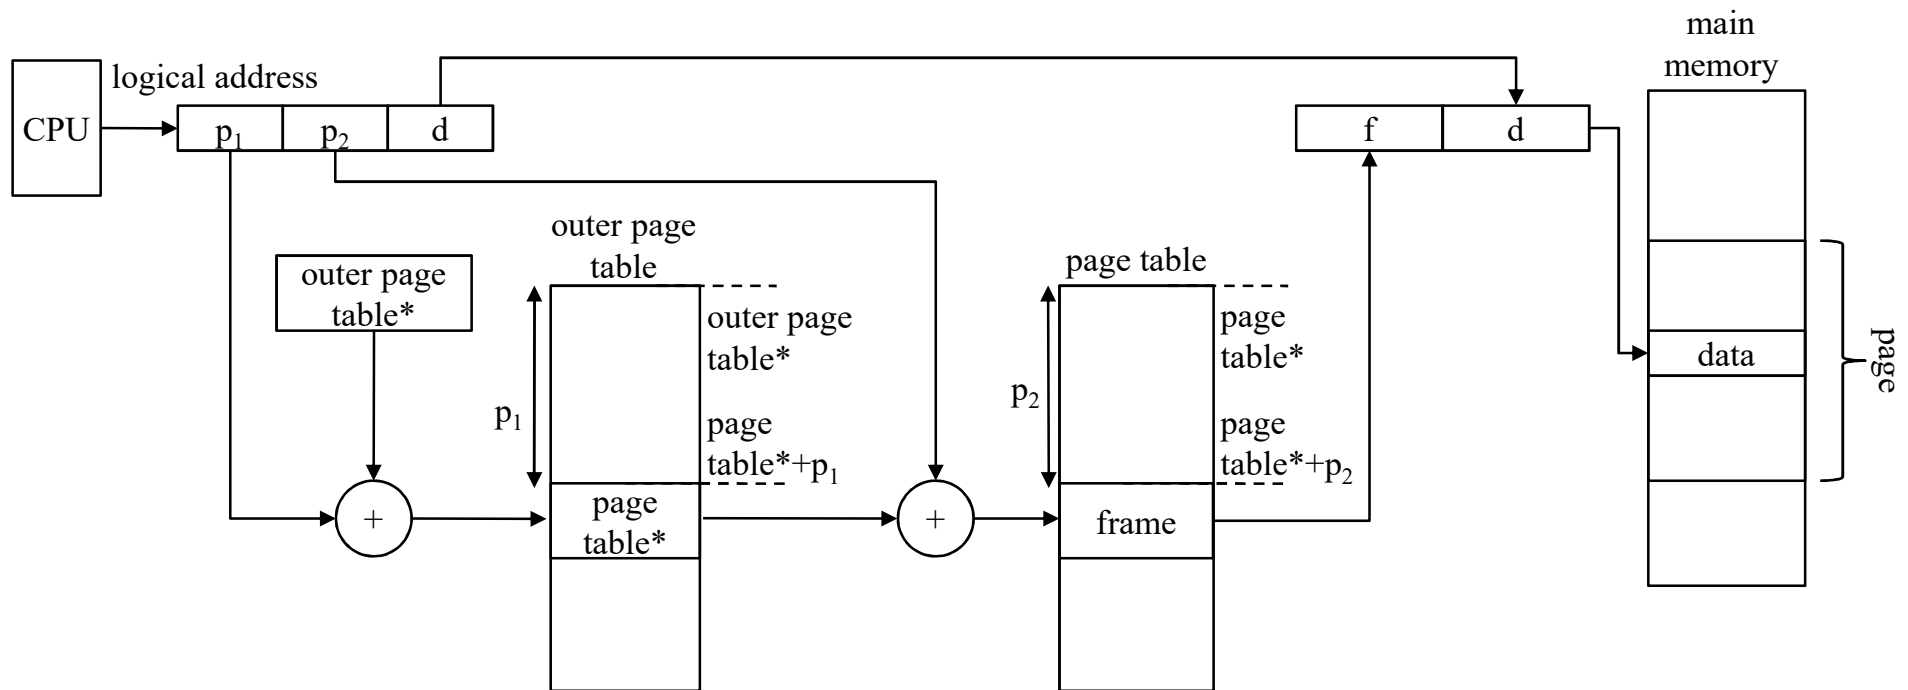 main
memory
logical address
CPU
p₁ p₂ d
f d
outer page
table
page table
outer page
table*
outer page
table*
page
table*
p₁
p₂
page
table*+p₁
page
table*+p₂
data
page
+
page
table*
+
frame